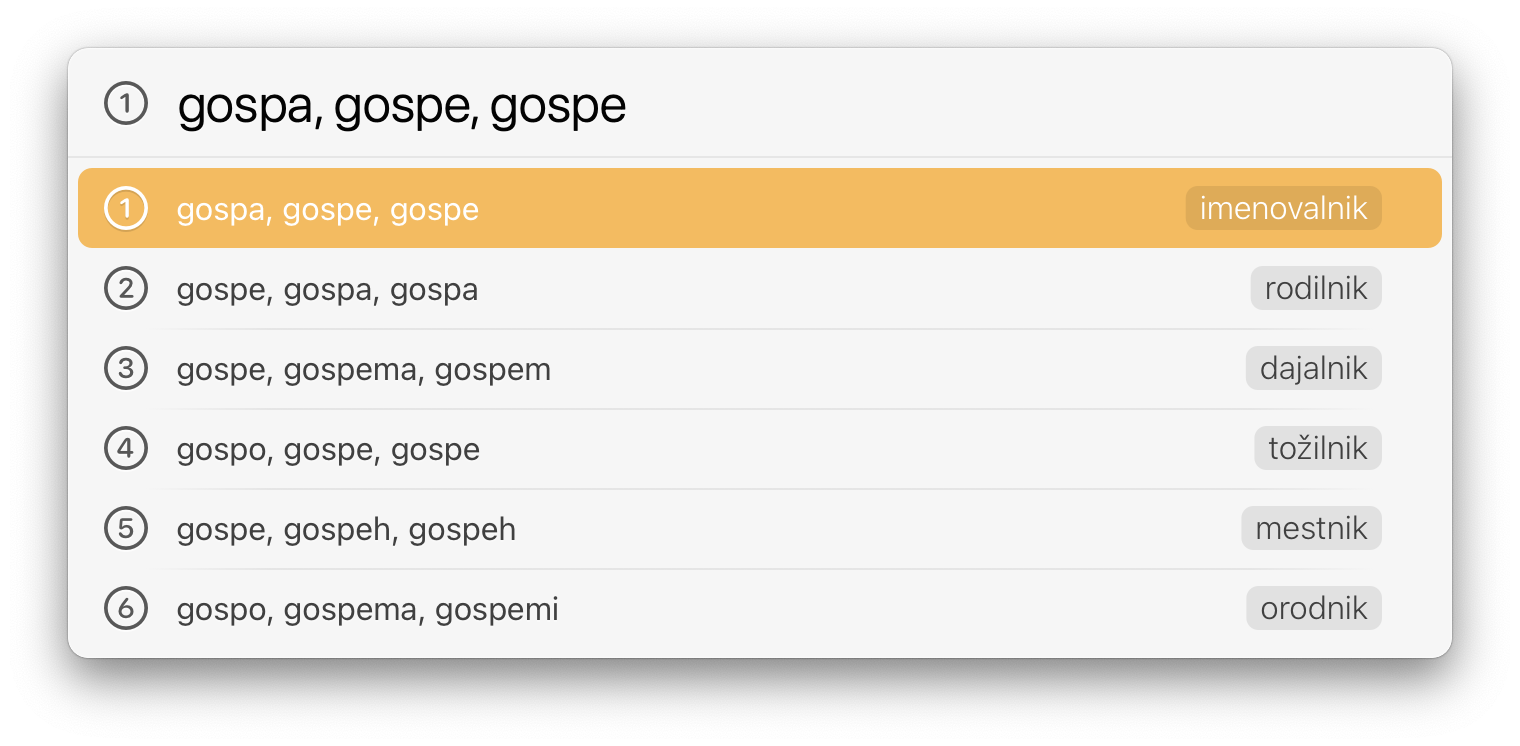 1 gospa, gospe, gospe
1 gospa, gospe, gospe imenovalnik
2 gospe, gospa, gospa rodilnik
3 gospe, gospema, gospem dajalnik
4 gospo, gospe, gospe tožilnik
5 gospe, gospeh, gospeh mestnik
6 gospo, gospema, gospemi orodnik